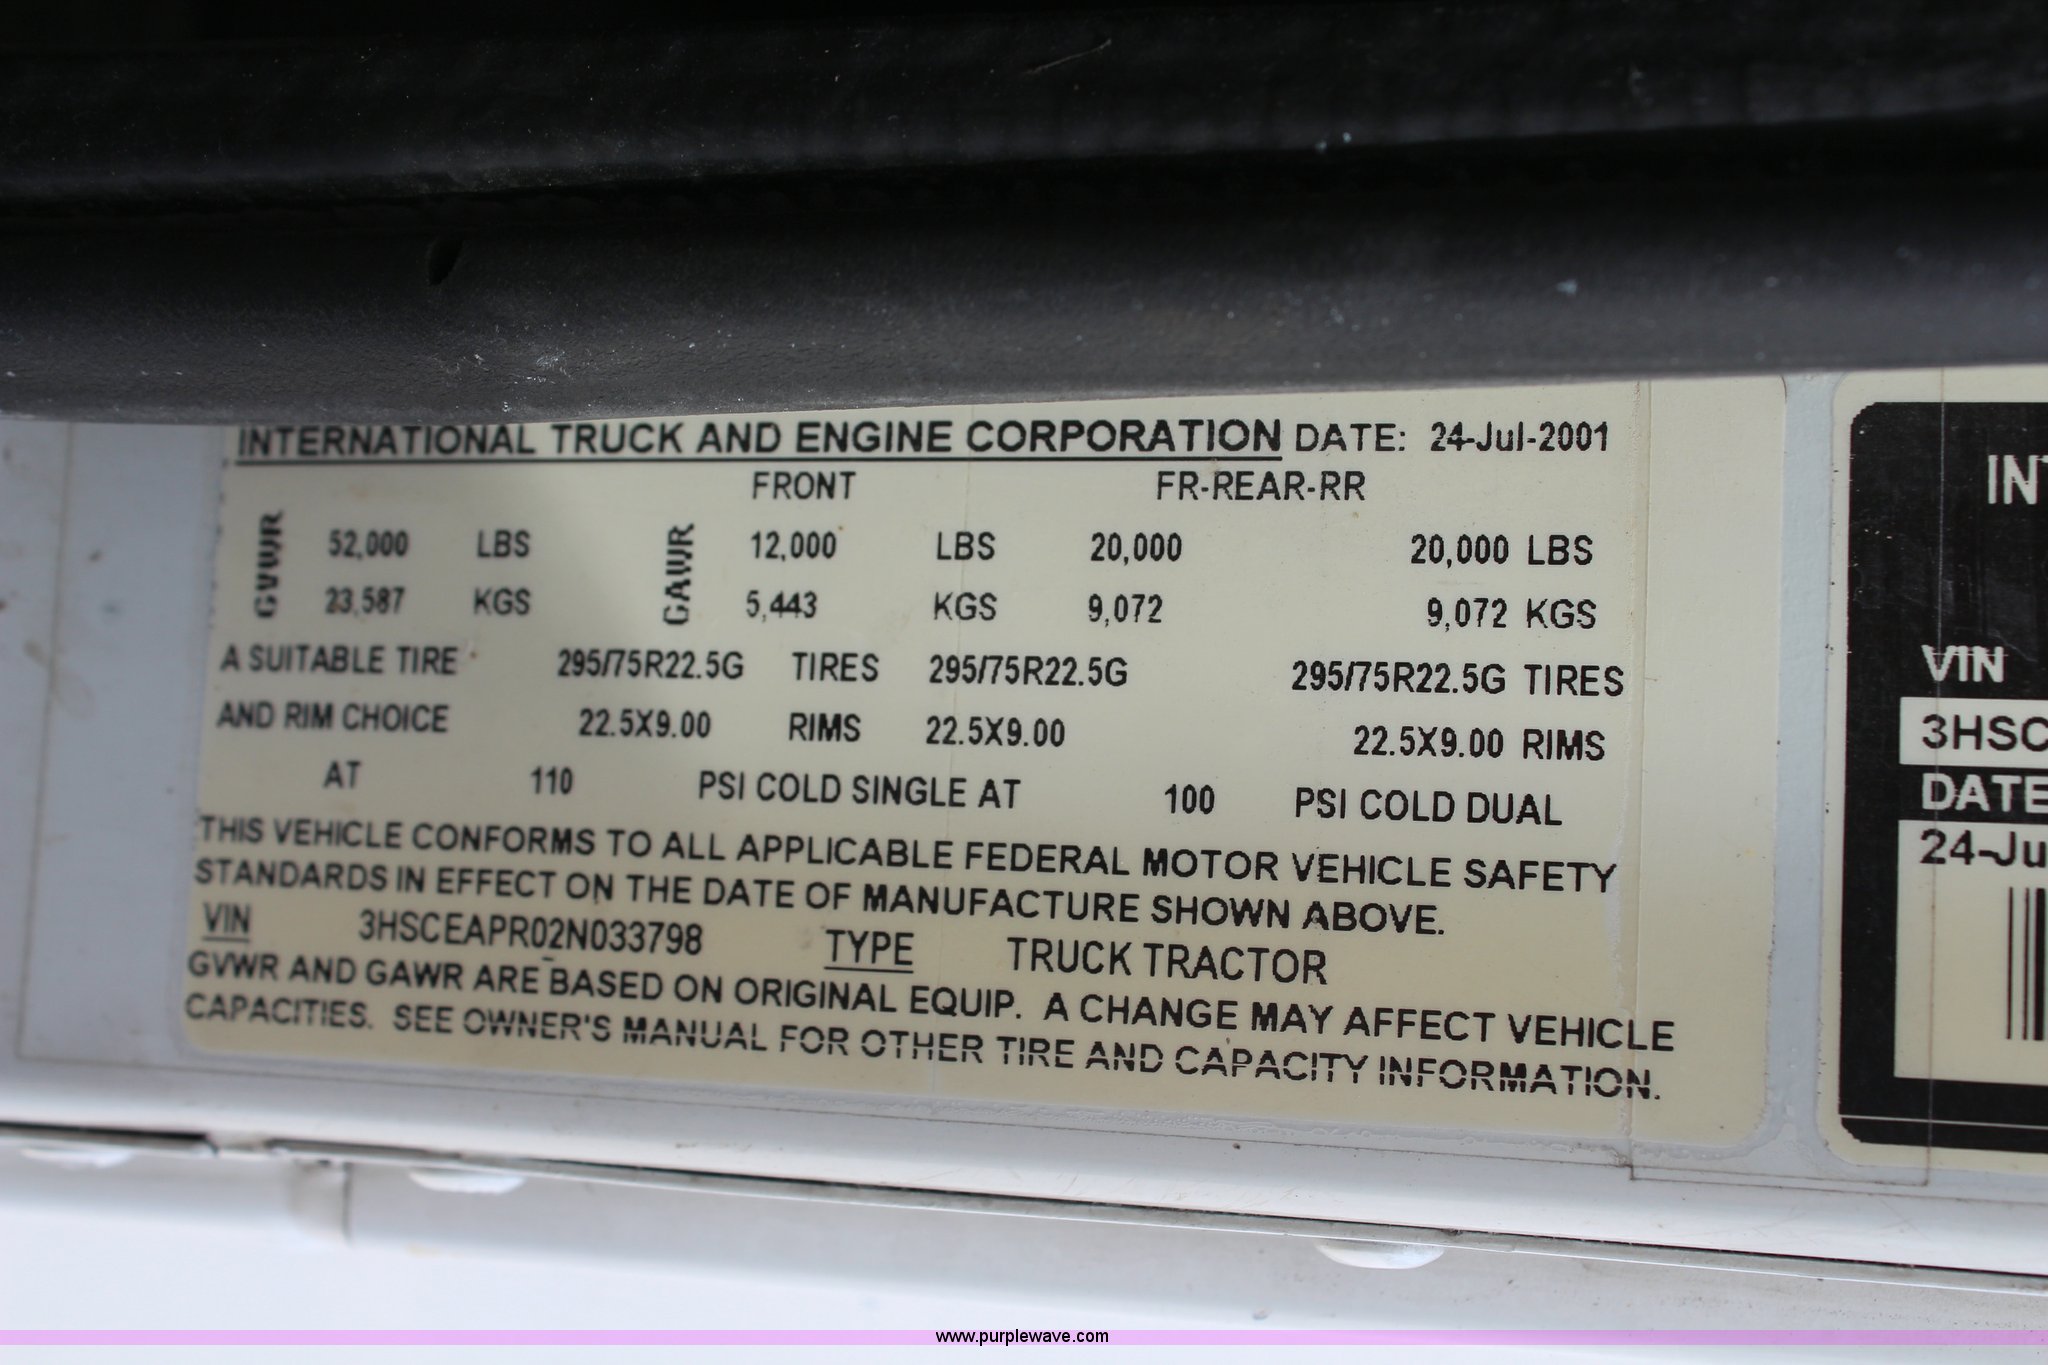 INTERNATIONAL TRUCK AND ENGINE CORPORATION DATE: 24-Jul-2001
FRONT FR-REAR-RR
GVWR 52,000 LBS GAWR 12,000 LBS 20,000 20,000 LBS
23,587 KGS 5,443 KGS 9,072 9,072 KGS
A SUITABLE TIRE 295/75R22.5G TIRES 295/75R22.5G 295/75R22.5G TIRES
AND RIM CHOICE 22.5X9.00 RIMS 22.5X9.00 22.5X9.00 RIMS
AT 110 PSI COLD SINGLE AT 100 PSI COLD DUAL
THIS VEHICLE CONFORMS TO ALL APPLICABLE FEDERAL MOTOR VEHICLE SAFETY
STANDARDS IN EFFECT ON THE DATE OF MANUFACTURE SHOWN ABOVE.
VIN 3HSCEAPR02N033798 TYPE TRUCK TRACTOR
GVWR AND GAWR ARE BASED ON ORIGINAL EQUIP. A CHANGE MAY AFFECT VEHICLE
CAPACITIES. SEE OWNER'S MANUAL FOR OTHER TIRE AND CAPACITY INFORMATION.
INT
VIN
3HSC
DATE
24-Ju
www.purplewave.com